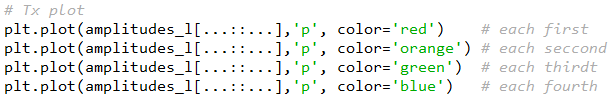 # Tx plot
plt.plot(amplitudes_l[...::...],'p', color='red')    # each first
plt.plot(amplitudes_l[...::...],'p', color='orange') # each seccond
plt.plot(amplitudes_l[...::...],'p', color='green')  # each thirdt
plt.plot(amplitudes_l[...::...],'p', color='blue')   # each fourth